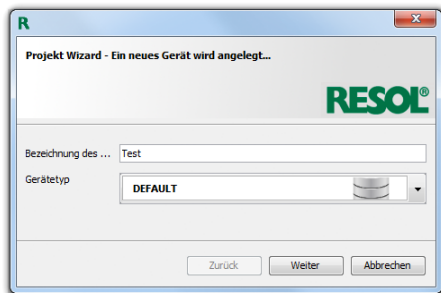 R
Projekt Wizard - Ein neues Gerät wird angelegt...
RESOL®
Bezeichnung des ... Test
Gerätetyp DEFAULT
Zurück Weiter Abbrechen